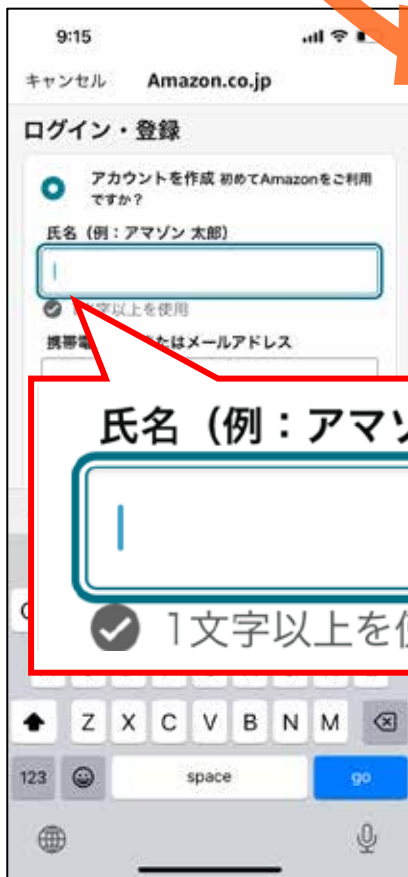 9:15
キャンセル Amazon.co.jp
ログイン・登録
アカウントを作成 初めてAmazonをご利用
ですか?
氏名（例：アマゾン 太郎）
文字以上を使用
携帯電 たはメールアドレス
氏名（例：アマゾ
1文字以上を使
Z X C V B N M
123 space go